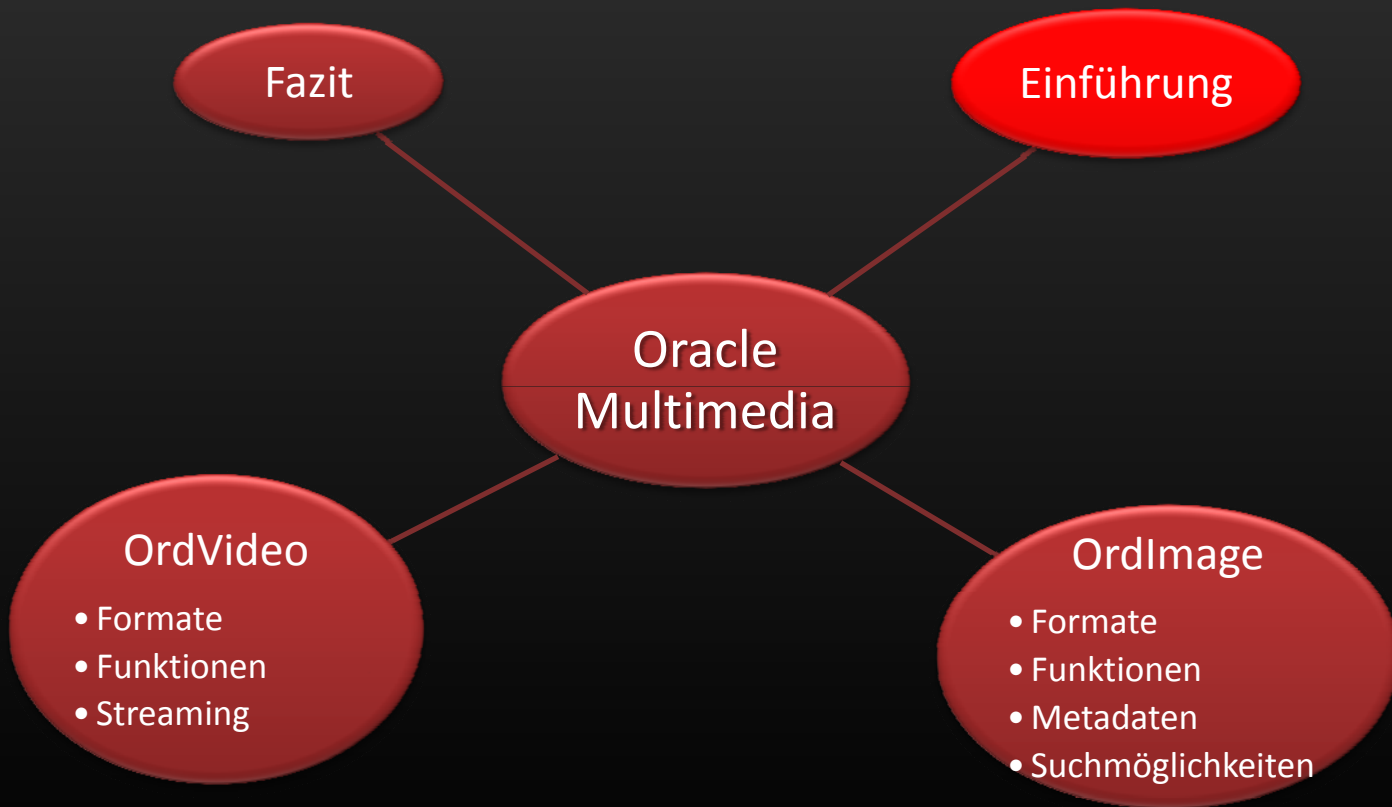 Fazit
Einführung
Oracle
Multimedia
OrdVideo
• Formate
• Funktionen
• Streaming
OrdImage
• Formate
• Funktionen
• Metadaten
• Suchmöglichkeiten